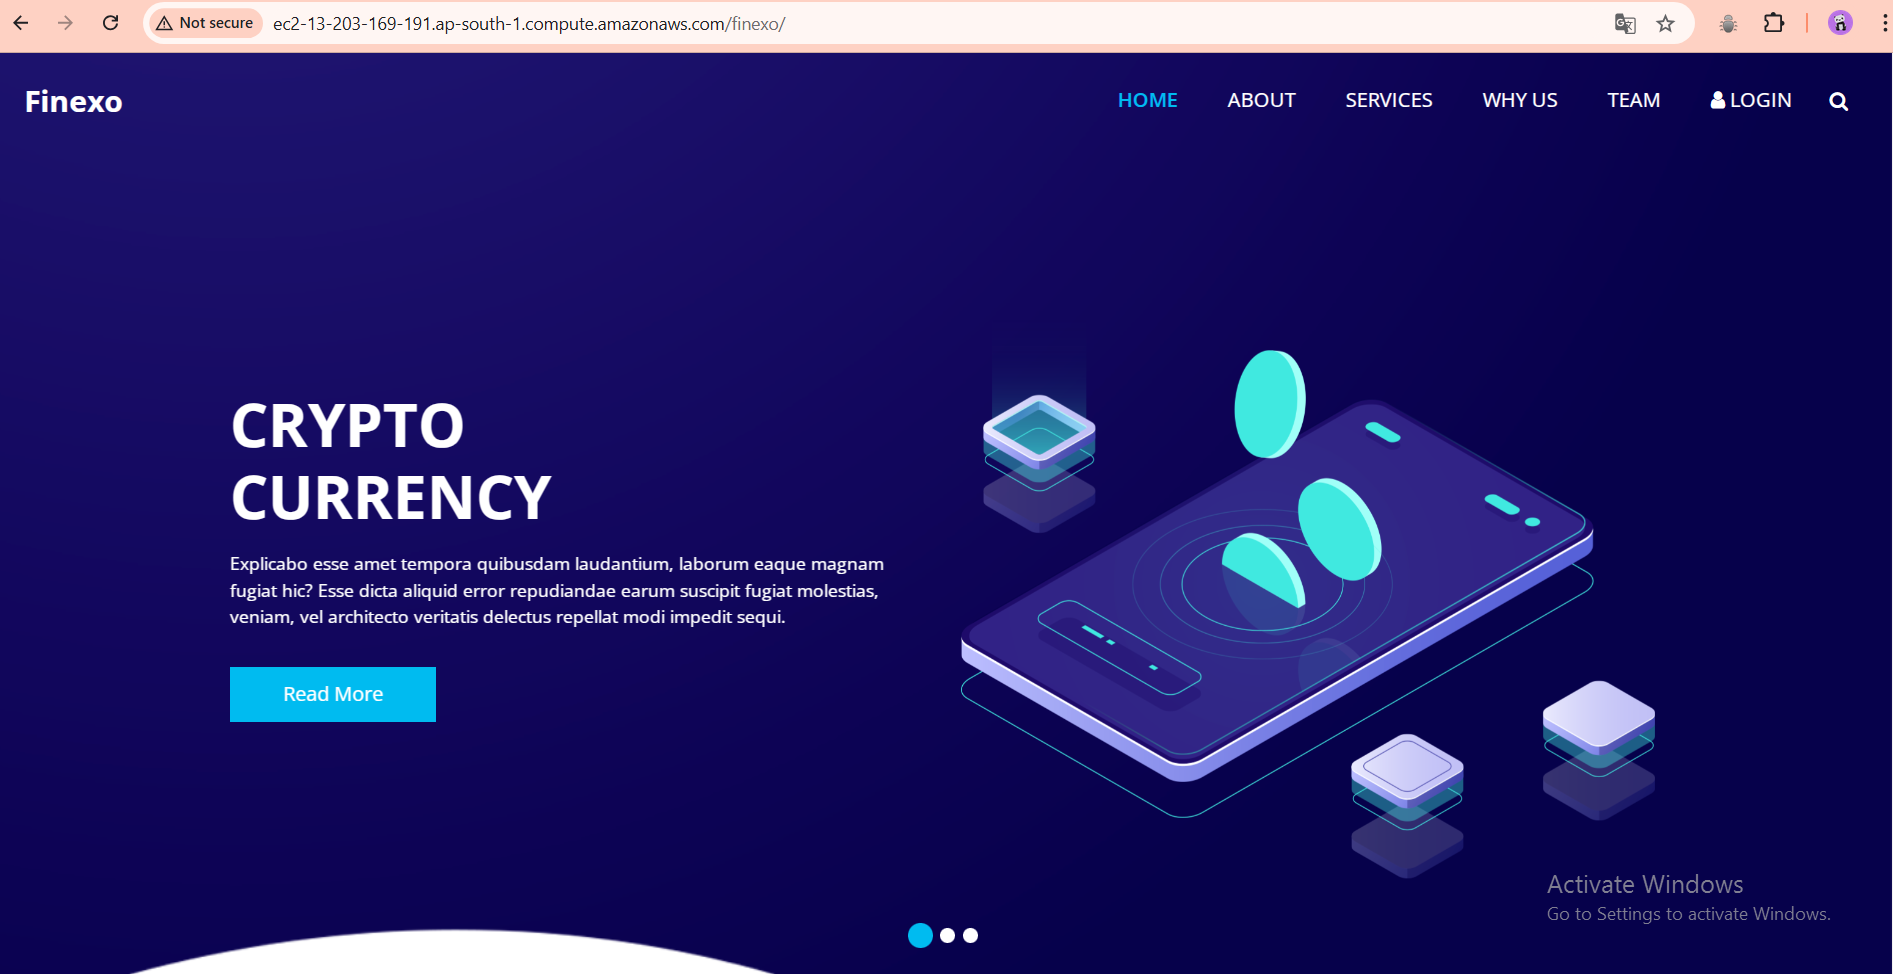 Not secure
ec2-13-203-169-191.ap-south-1.compute.amazonaws.com/finexo/
Finexo
HOME
ABOUT
SERVICES
WHY US
TEAM
LOGIN
CRYPTO
CURRENCY
Explicabo esse amet tempora quibusdam laudantium, laborum eaque magnam
fugiat hic? Esse dicta aliquid error repudiandae earum suscipit fugiat molestias,
veniam, vel architecto veritatis delectus repellat modi impedit sequi.
Read More
Activate Windows
Go to Settings to activate Windows.